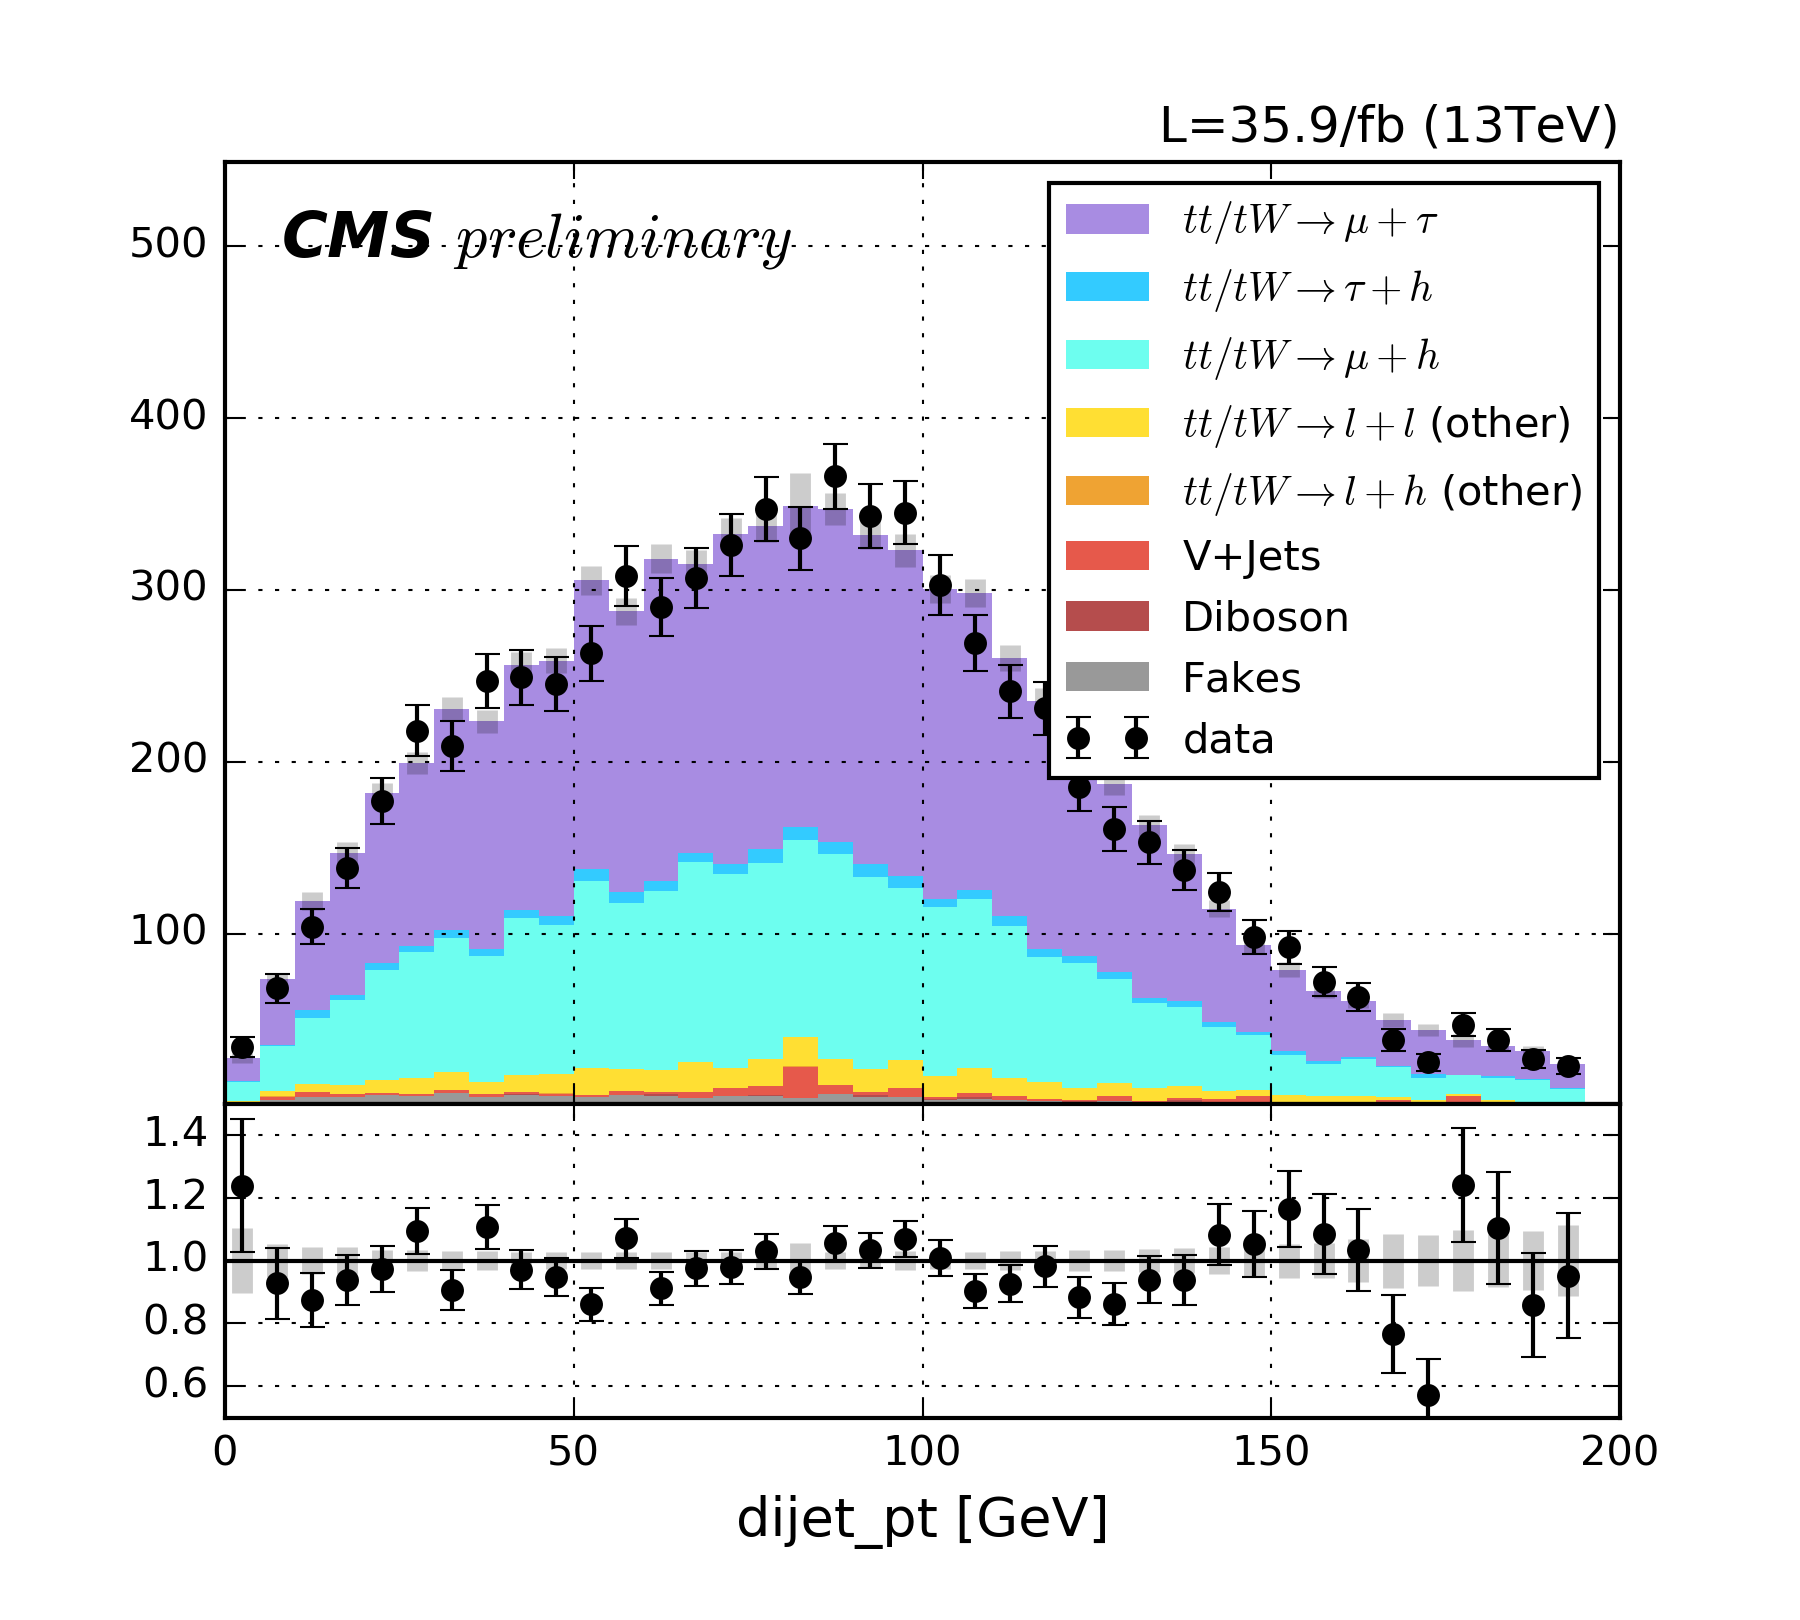 L=35.9/fb (13TeV)
CMS preliminary
500
400
300
200
100
tt/tW→μ+τ
tt/tW→τ+h
tt/tW→μ+h
tt/tW→l+l (other)
tt/tW→l+h (other)
V+Jets
Diboson
Fakes
data
1.4
1.2
1.0
0.8
0.6
0 50 100 150 200
dijet_pt [GeV]